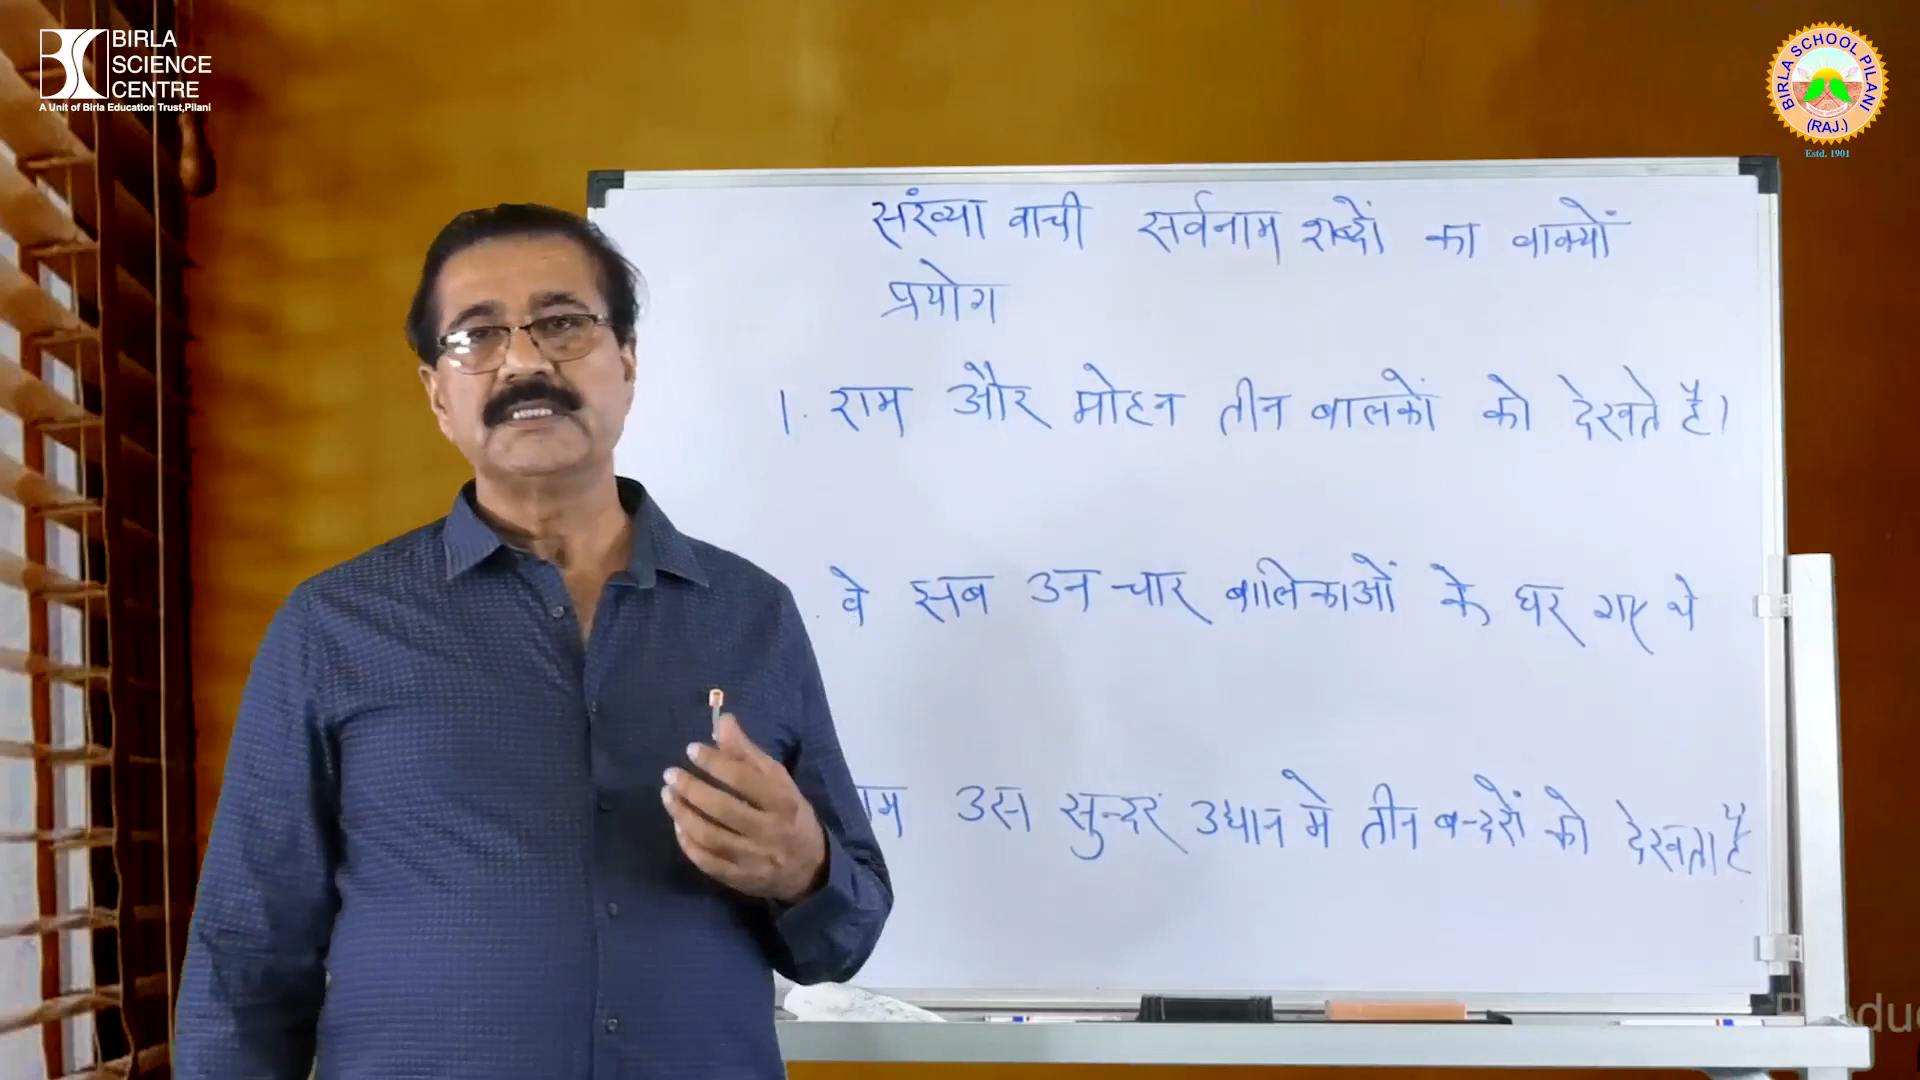 BIRLA
SCIENCE
CENTRE
A Unit of Birla Education Trust,Pilani
BIRLA SCHOOL PILANI
(RAJ.)
Estd. 1901
संख्या वाची सर्वनाम शब्दों का वाक्यों
प्रयोग
1. राम और मोहन तीन बालकों को देखते हैं।
वे सब उन चार बालिकाओं के घर गए थे
उस सुन्दर उद्यान मे तीन बन्दरों को देखता है